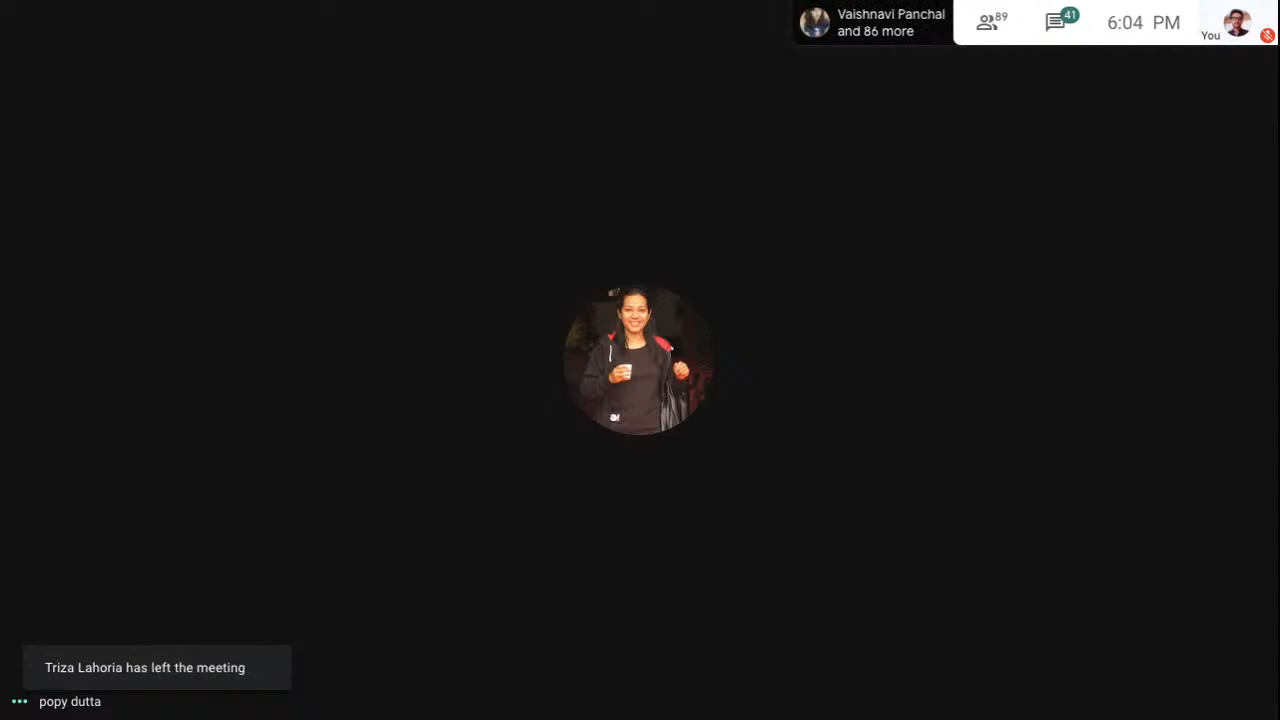 Vaishnavi Panchal
and 86 more
89
41
6:04 PM
You
Triza Lahoria has left the meeting
popy dutta